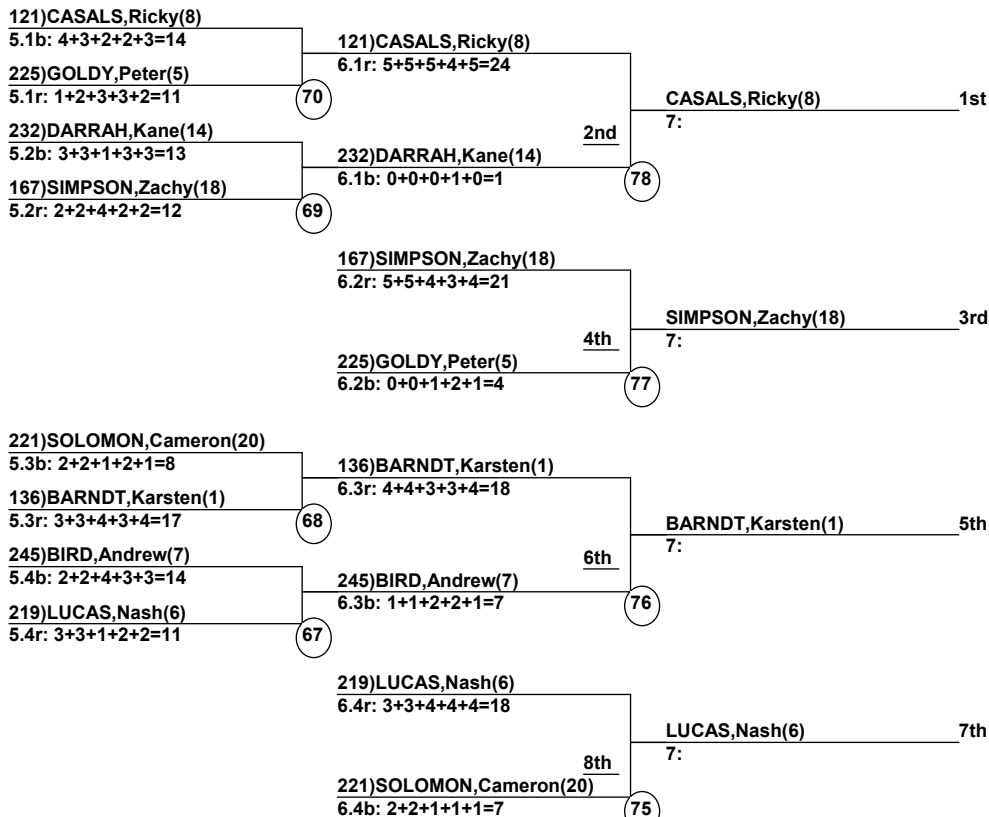 121)CASALS,Ricky(8)
5.1b: 4+3+2+2+3=14
121)CASALS,Ricky(8)
6.1r: 5+5+5+4+5=24
225)GOLDY,Peter(5)
5.1r: 1+2+3+3+2=11
70
CASALS,Ricky(8)
1st
7:
232)DARRAH,Kane(14)
5.2b: 3+3+1+3+3=13
2nd
232)DARRAH,Kane(14)
6.1b: 0+0+0+1+0=1
78
167)SIMPSON,Zachy(18)
5.2r: 2+2+4+2+2=12
69
167)SIMPSON,Zachy(18)
6.2r: 5+5+4+3+4=21
SIMPSON,Zachy(18)
3rd
7:
4th
225)GOLDY,Peter(5)
6.2b: 0+0+1+2+1=4
77
221)SOLOMON,Cameron(20)
5.3b: 2+2+1+2+1=8
136)BARNDT,Karsten(1)
6.3r: 4+4+3+3+4=18
136)BARNDT,Karsten(1)
5.3r: 3+3+4+3+4=17
68
BARNDT,Karsten(1)
5th
7:
245)BIRD,Andrew(7)
5.4b: 2+2+4+3+3=14
6th
245)BIRD,Andrew(7)
6.3b: 1+1+2+2+1=7
76
219)LUCAS,Nash(6)
5.4r: 3+3+1+2+2=11
67
219)LUCAS,Nash(6)
6.4r: 3+3+4+4+4=18
LUCAS,Nash(6)
7th
7:
8th
221)SOLOMON,Cameron(20)
6.4b: 2+2+1+1+1=7
75